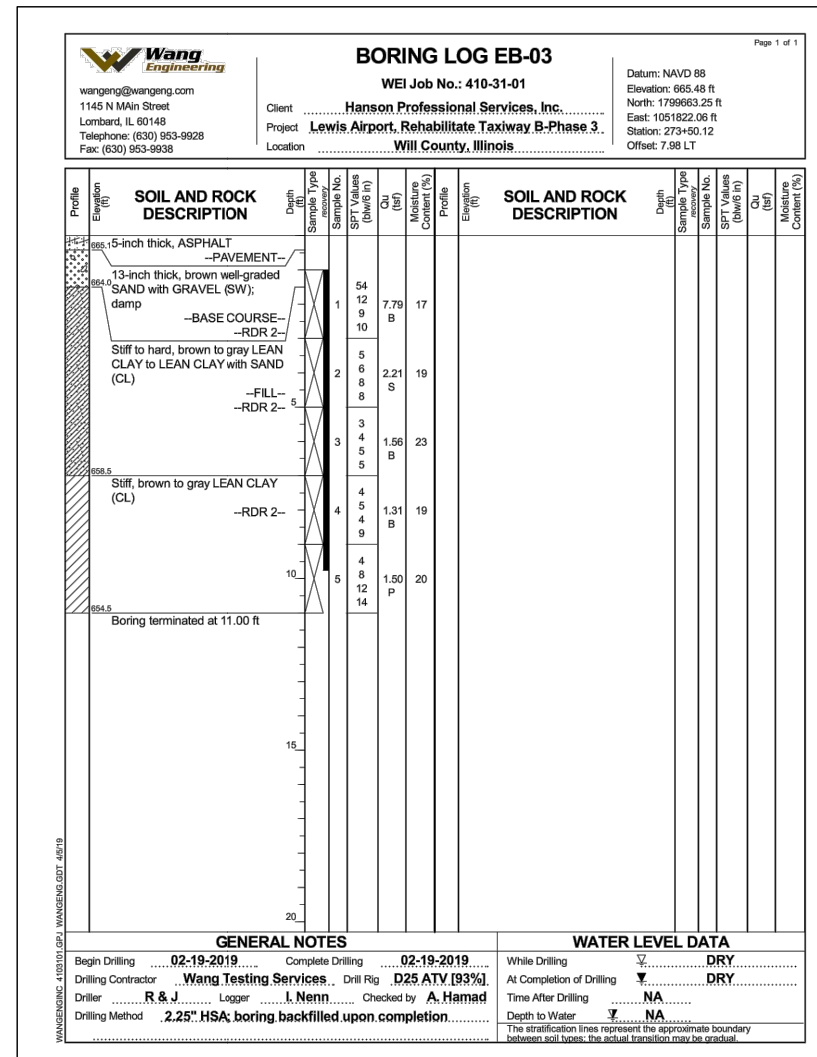 Page 1 of 1
Wang
Engineering
wangeng@wangeng.com
1145 N MAin Street
Lombard, IL 60148
Telephone: (630) 953-9928
Fax: (630) 953-9938
BORING LOG EB-03
WEI Job No.: 410-31-01
Client Hanson Professional Services, Inc.
Project Lewis Airport, Rehabilitate Taxiway B-Phase 3
Location Will County, Illinois
Datum: NAVD 88
Elevation: 665.48 ft
North: 1799663.25 ft
East: 1051822.06 ft
Station: 273+50.12
Offset: 7.98 LT
Profile
Elevation (ft)
SOIL AND ROCK
DESCRIPTION
Depth (ft)
Sample Type
recovery
Sample No.
SPT Values (blw/6 in)
Qu (tsf)
Moisture Content (%)
Profile
Elevation (ft)
SOIL AND ROCK
DESCRIPTION
Depth (ft)
Sample Type
recovery
Sample No.
SPT Values (blw/6 in)
Qu (tsf)
Moisture Content (%)
665.1 5-inch thick, ASPHALT
--PAVEMENT--
664.0 13-inch thick, brown well-graded
SAND with GRAVEL (SW);
damp
--BASE COURSE--
--RDR 2--
1
54
12
9
10
7.79
B
17
Stiff to hard, brown to gray LEAN
CLAY to LEAN CLAY with SAND
(CL)
--FILL--
--RDR 2--
5
2
5
6
8
8
2.21
S
19
3
3
4
5
5
1.56
B
23
658.5
Stiff, brown to gray LEAN CLAY
(CL)
--RDR 2--
4
4
5
4
9
1.31
B
19
10
5
4
8
12
14
1.50
P
20
654.5
Boring terminated at 11.00 ft
15
20
WANGENGINC 4103101.GPJ WANGENG.GDT 4/5/19
GENERAL NOTES
Begin Drilling 02-19-2019 Complete Drilling 02-19-2019
Drilling Contractor Wang Testing Services Drill Rig D25 ATV [93%]
Driller R & J Logger I. Nenn Checked by A. Hamad
Drilling Method 2.25" HSA; boring backfilled upon completion
WATER LEVEL DATA
While Drilling DRY
At Completion of Drilling DRY
Time After Drilling NA
Depth to Water NA
The stratification lines represent the approximate boundary
between soil types; the actual transition may be gradual.